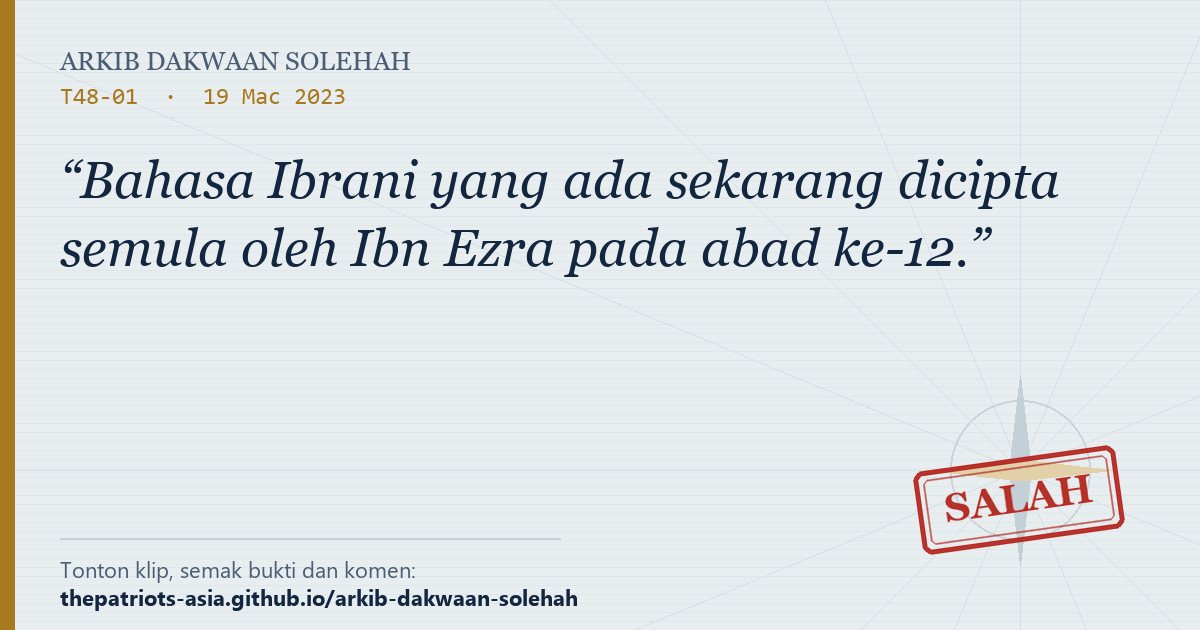 ARKIB DAKWAAN SOLEHAH
T48-01 · 19 Mac 2023
“Bahasa Ibrani yang ada sekarang dicipta
semula oleh Ibn Ezra pada abad ke-12.”
SALAH
Tonton klip, semak bukti dan komen:
thepatriots-asia.github.io/arkib-dakwaan-solehah